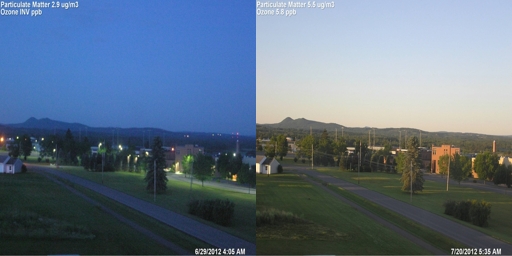 Particulate Matter 2.9 ug/m3
Ozone INV ppb
6/29/2012 4:05 AM
Particulate Matter 5.5 ug/m3
Ozone 5.8 ppb
7/20/2012 5:35 AM